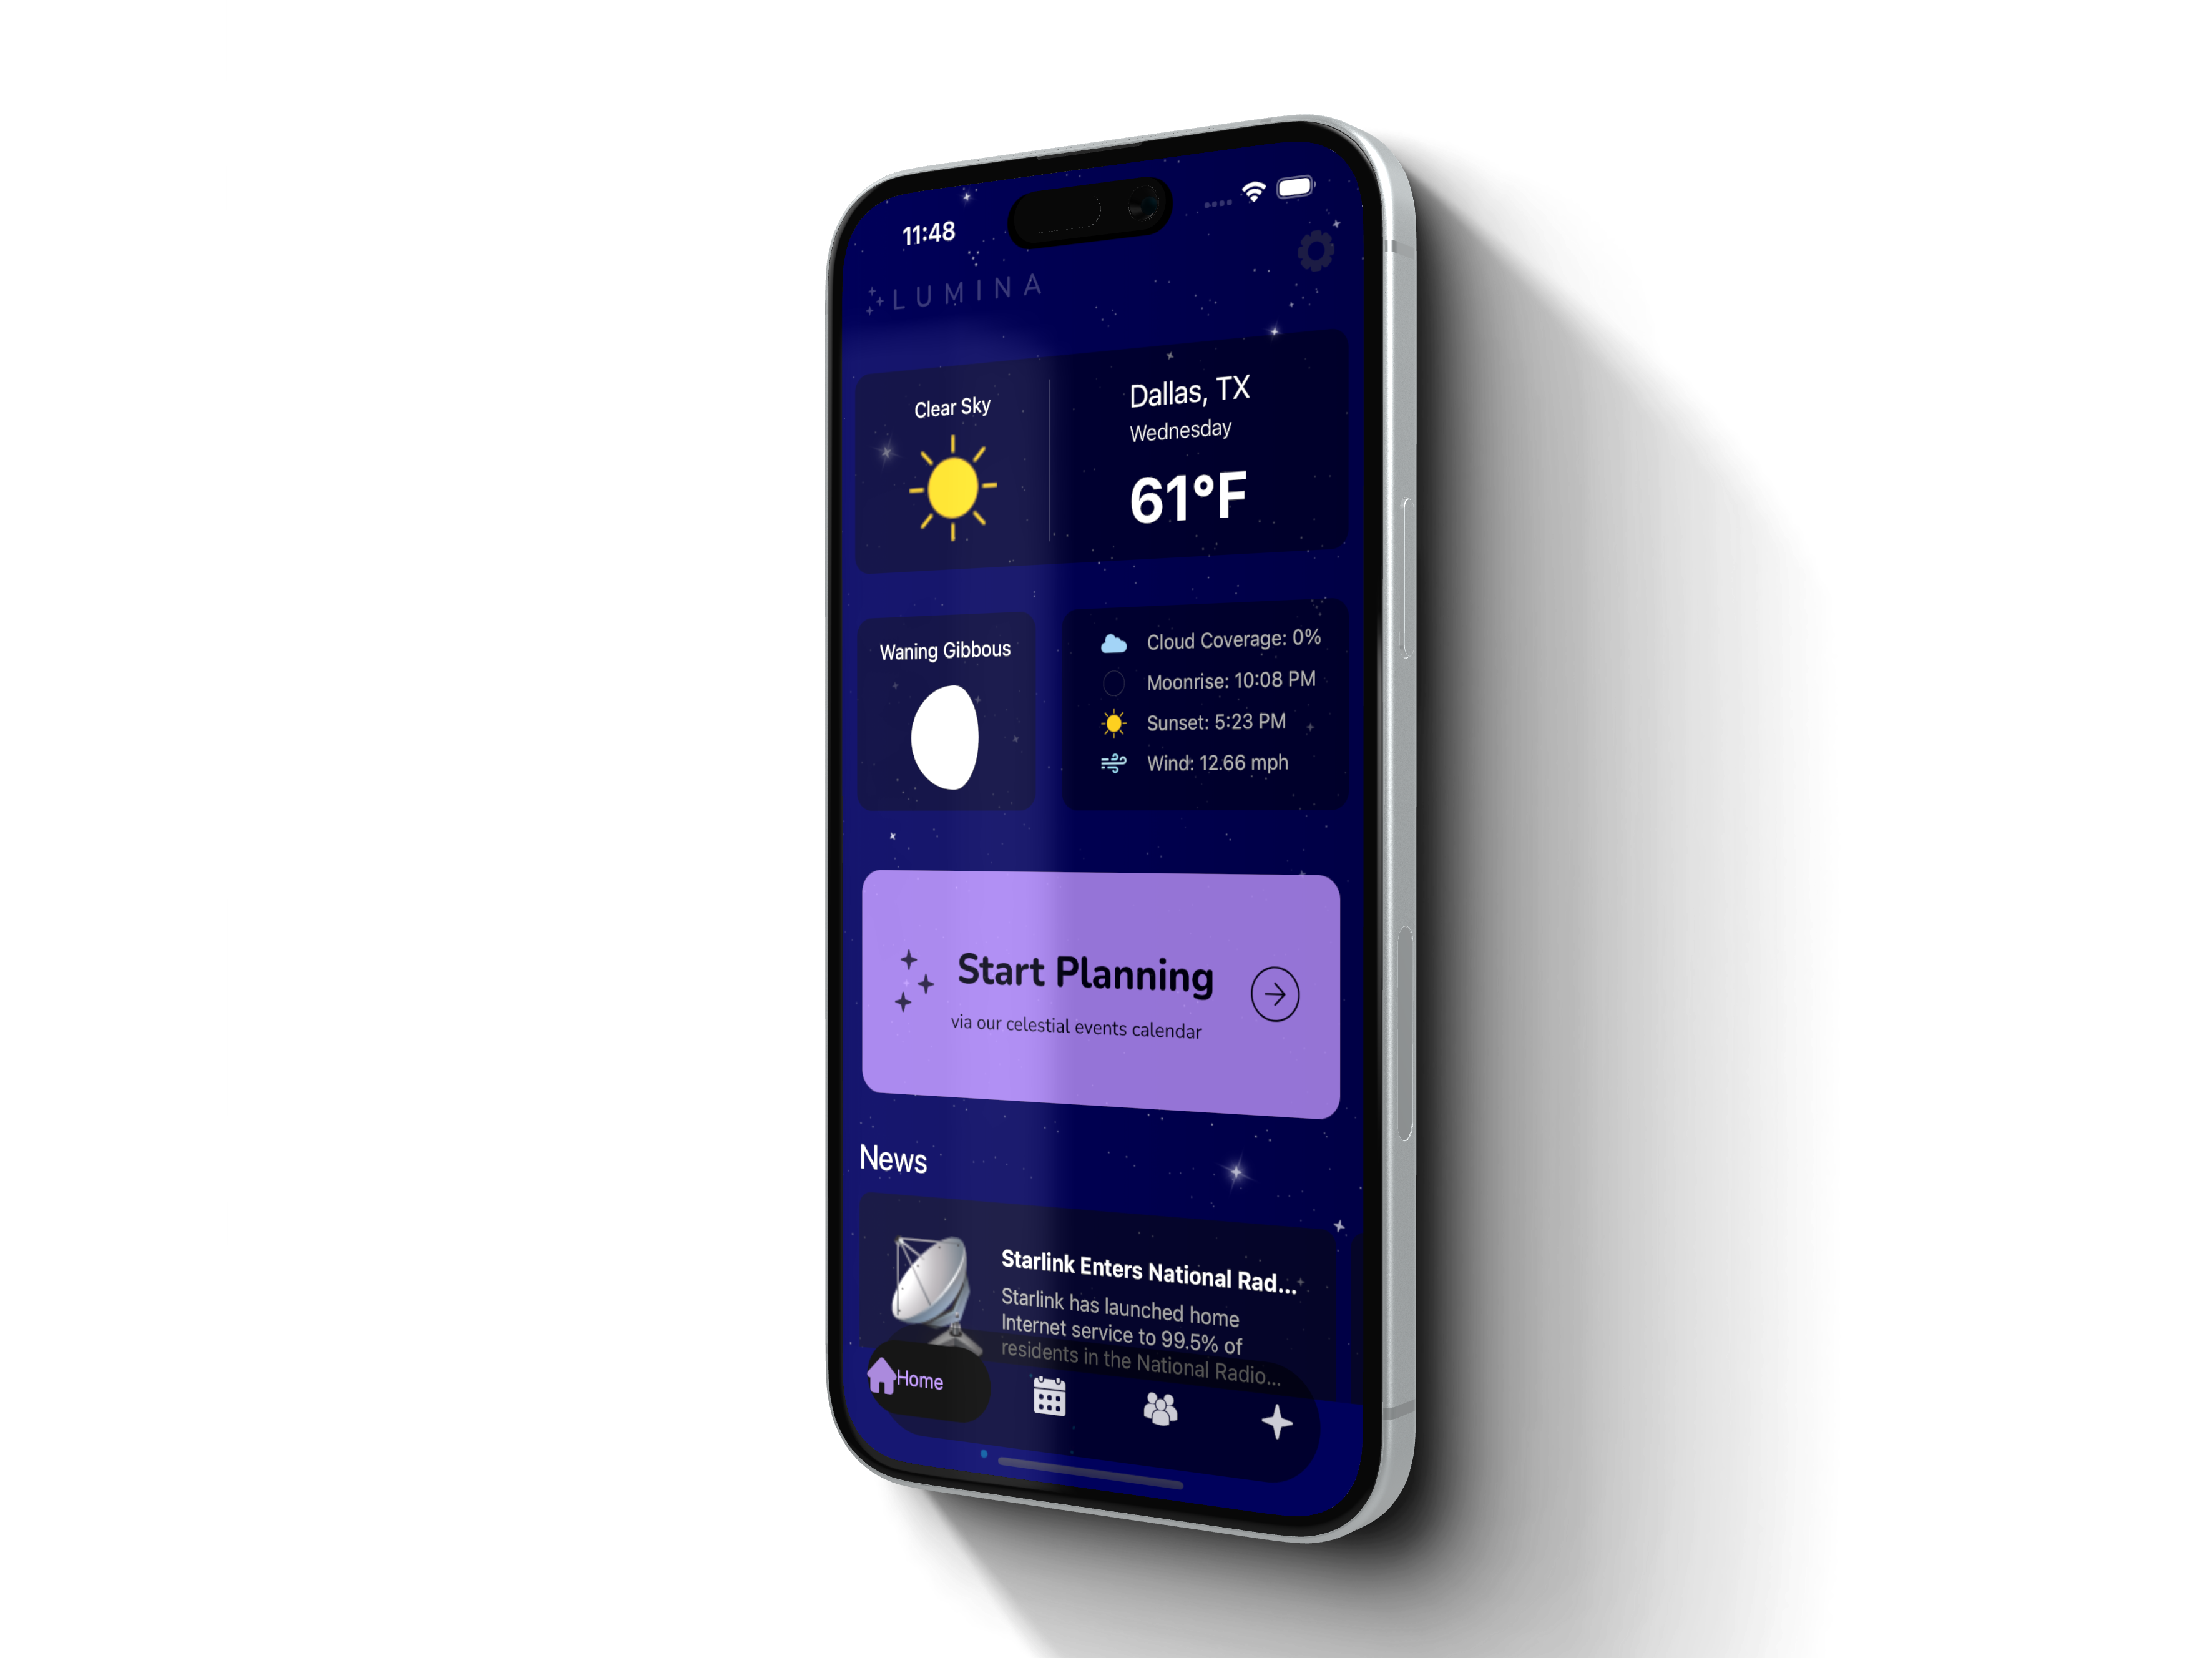 11:48
LUMINA
Clear Sky
Dallas, TX
Wednesday
61°F
Waning Gibbous
Cloud Coverage: 0%
Moonrise: 10:08 PM
Sunset: 5:23 PM
Wind: 12.66 mph
Start Planning
via our celestial events calendar
News
Starlink Enters National Rad...
Starlink has launched home
Internet service to 99.5% of
residents in the National Radio...
Home